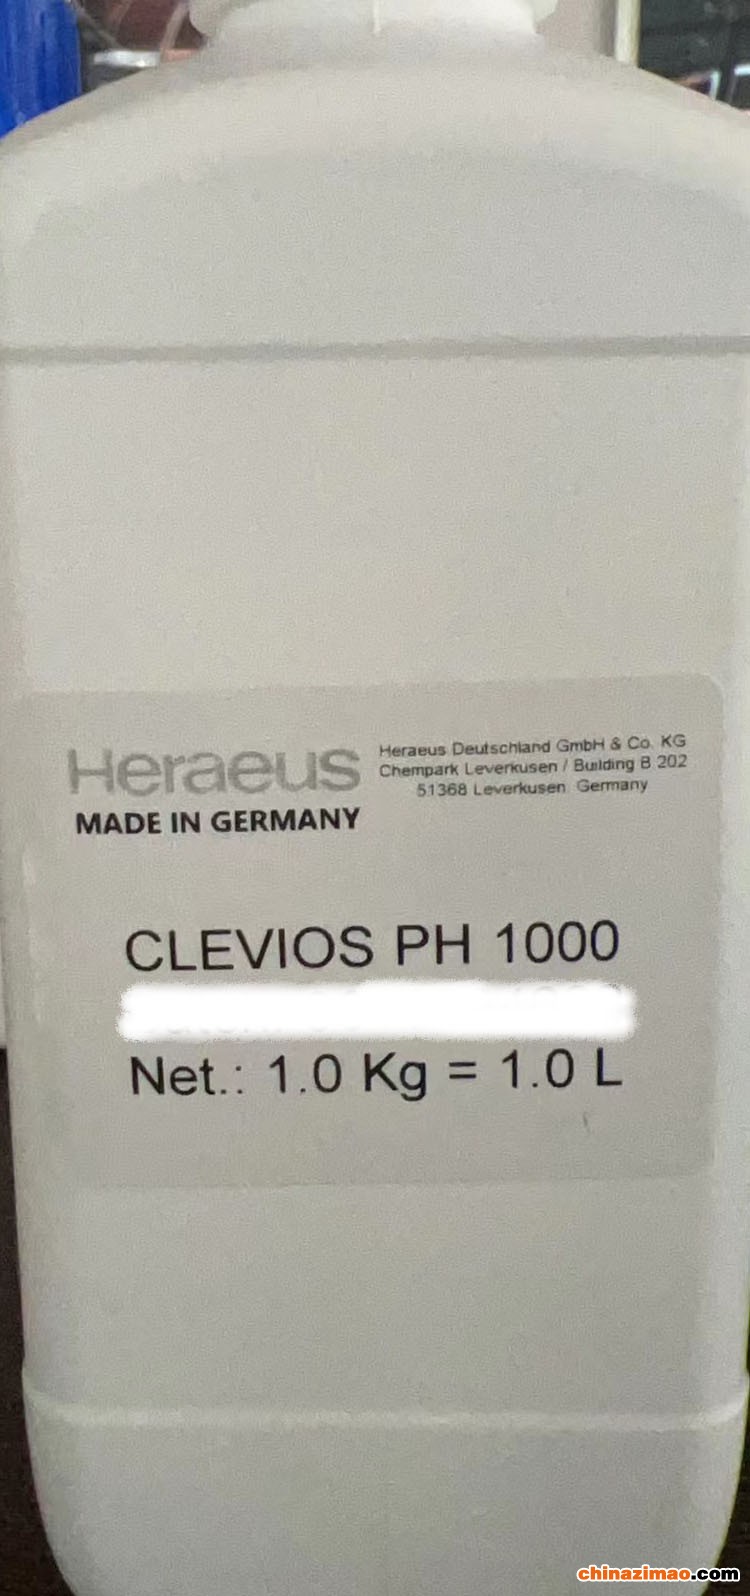 Heraeus
MADE IN GERMANY
Heraeus Deutschland GmbH & Co. KG
Chempark Leverkusen / Building B 202
51368 Leverkusen Germany
CLEVIOS PH 1000
Net.: 1.0 Kg = 1.0 L
chinazimao.com